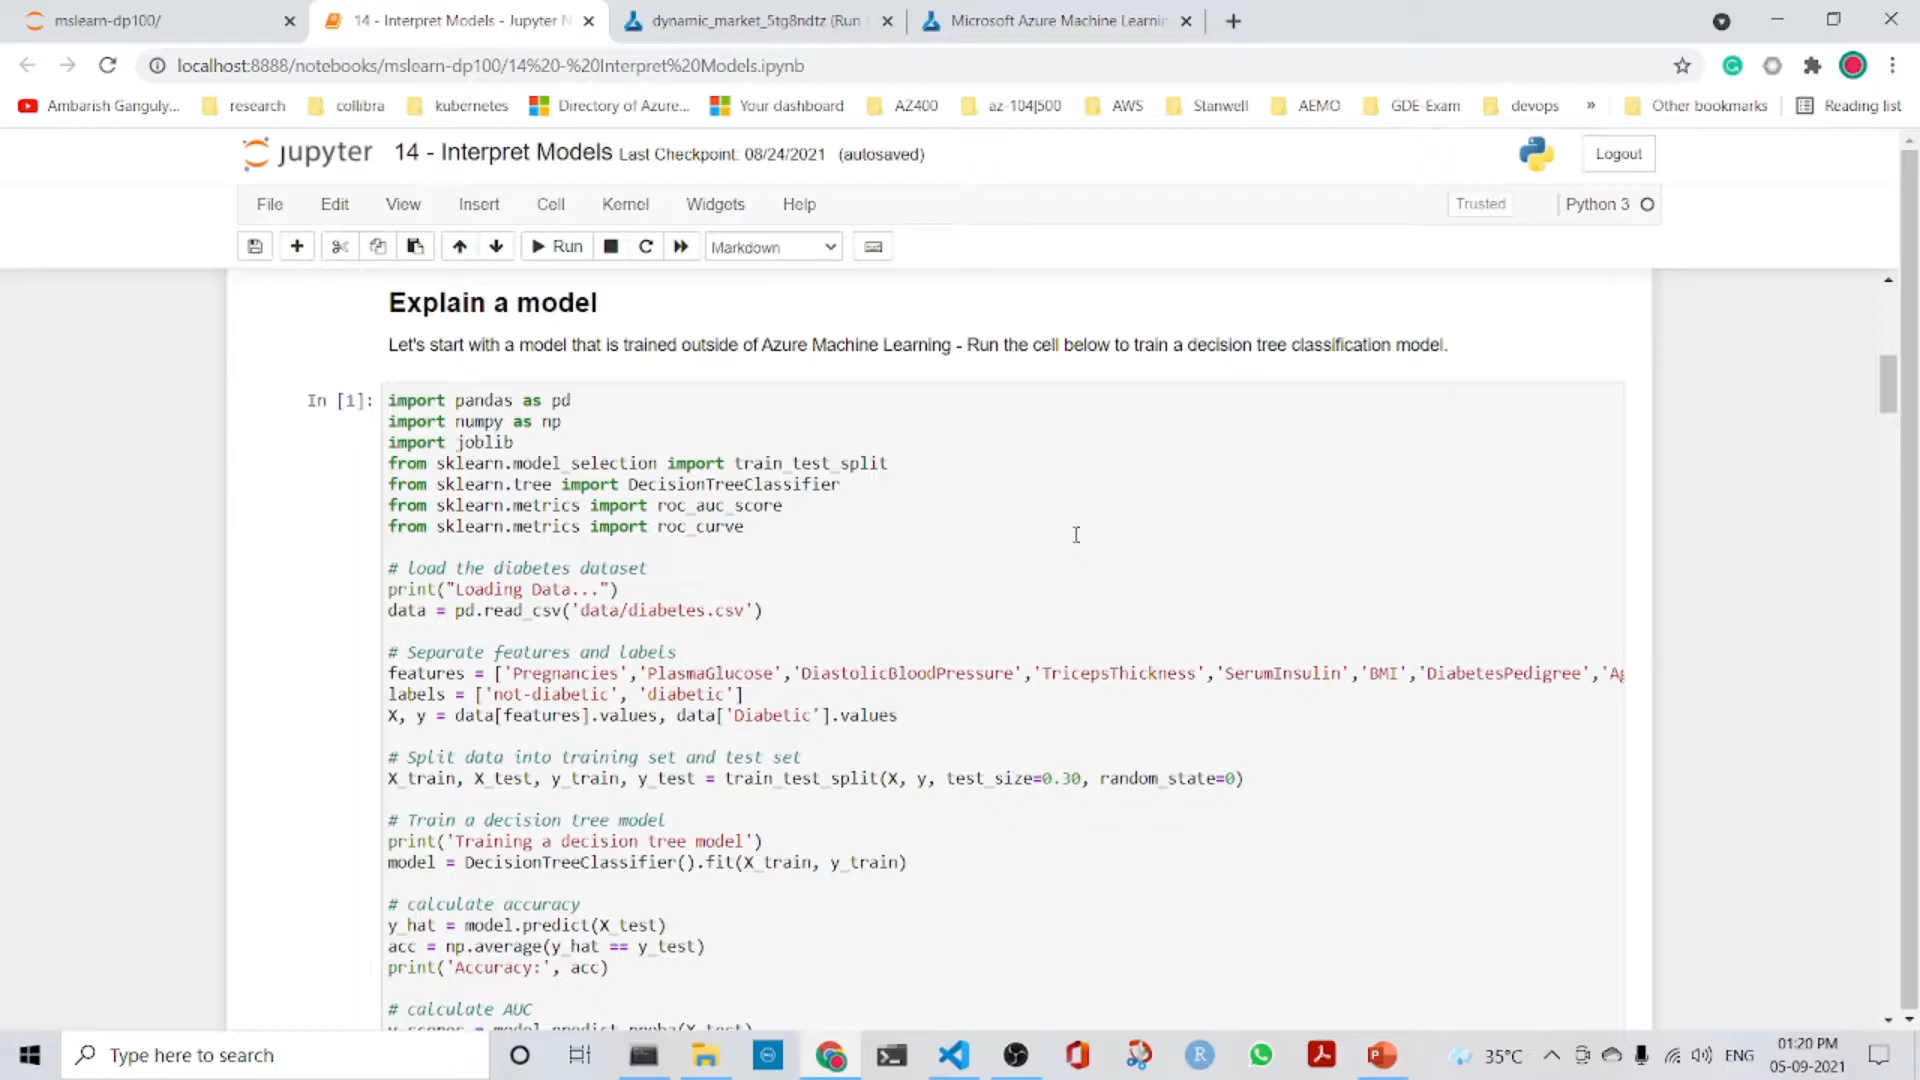 mslearn-dp100/
14 - Interpret Models - Jupyter N
dynamic_market_5tg8ndtz (Run
Microsoft Azure Machine Learnin
localhost:8888/notebooks/mslearn-dp100/14%20-%20Interpret%20Models.ipynb
Ambarish Ganguly... research collibra kubernetes Directory of Azure... Your dashboard AZ400 az-104|500 AWS Stanwell AEMO GDE-Exam devops » Other bookmarks Reading list
jupyter 14 - Interpret Models Last Checkpoint: 08/24/2021 (autosaved) Logout
File Edit View Insert Cell Kernel Widgets Help Trusted Python 3
Run Markdown
Explain a model
Let's start with a model that is trained outside of Azure Machine Learning - Run the cell below to train a decision tree classification model.
In [1]: import pandas as pd
import numpy as np
import joblib
from sklearn.model_selection import train_test_split
from sklearn.tree import DecisionTreeClassifier
from sklearn.metrics import roc_auc_score
from sklearn.metrics import roc_curve
# load the diabetes dataset
print("Loading Data...")
data = pd.read_csv('data/diabetes.csv')
# Separate features and labels
features = ['Pregnancies','PlasmaGlucose','DiastolicBloodPressure','TricepsThickness','SerumInsulin','BMI','DiabetesPedigree','Ag
labels = ['not-diabetic', 'diabetic']
X, y = data[features].values, data['Diabetic'].values
# Split data into training set and test set
X_train, X_test, y_train, y_test = train_test_split(X, y, test_size=0.30, random_state=0)
# Train a decision tree model
print('Training a decision tree model')
model = DecisionTreeClassifier().fit(X_train, y_train)
# calculate accuracy
y_hat = model.predict(X_test)
acc = np.average(y_hat == y_test)
print('Accuracy:', acc)
# calculate AUC
y_scores = model.predict_proba(X_test)
Type here to search
35°C
ENG
01:20 PM
05-09-2021